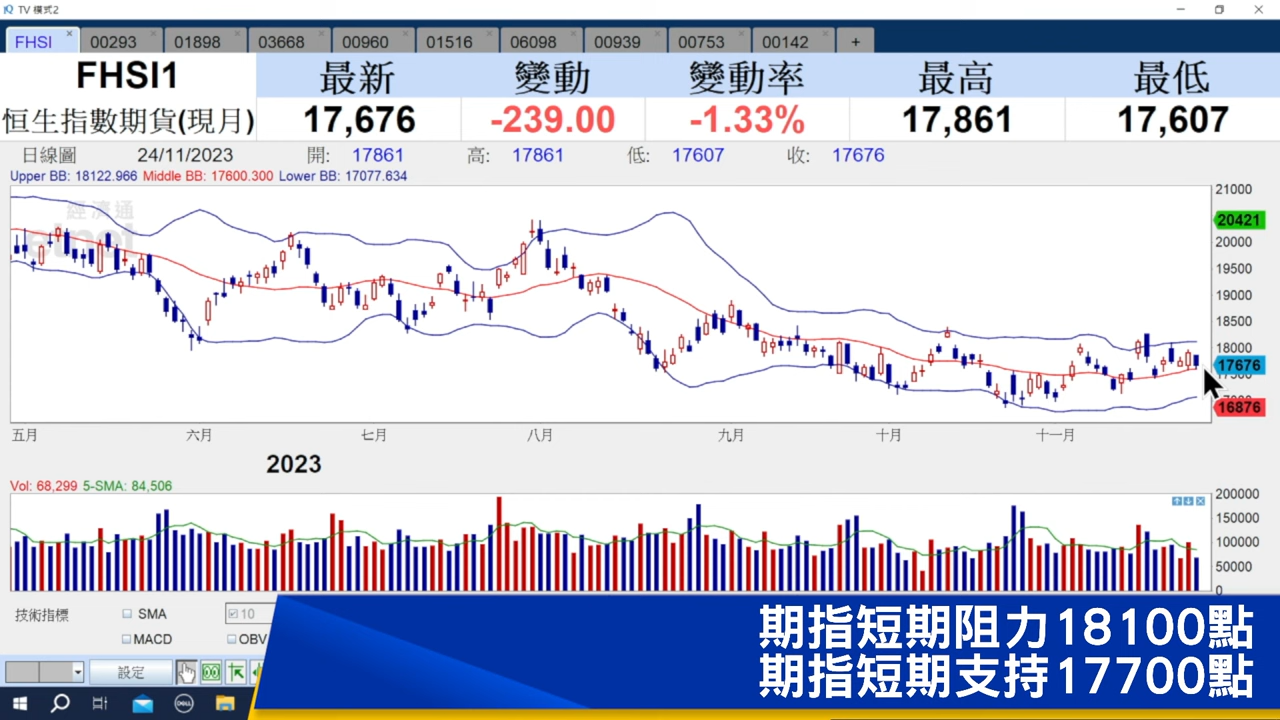 TV 模式2
FHSI 00293 01898 03668 00960 01516 06098 00939 00753 00142 +
FHSI1 最新 變動 變動率 最高 最低
恒生指數期貨(現月) 17,676 -239.00 -1.33% 17,861 17,607
日線圖 24/11/2023 開: 17861 高: 17861 低: 17607 收: 17676
Upper BB: 18122.966 Middle BB: 17600.300 Lower BB: 17077.634
經濟通
etnet
21000
20421
20000
19500
19000
18500
18000
17676
17500
16876
五月 六月 七月 八月 九月 十月 十一月
2023
Vol: 68,299 5-SMA: 84,506
200000
150000
100000
50000
0
技術指標 SMA 10
MACD OBV
設定
DELL
期指短期阻力18100點
期指短期支持17700點